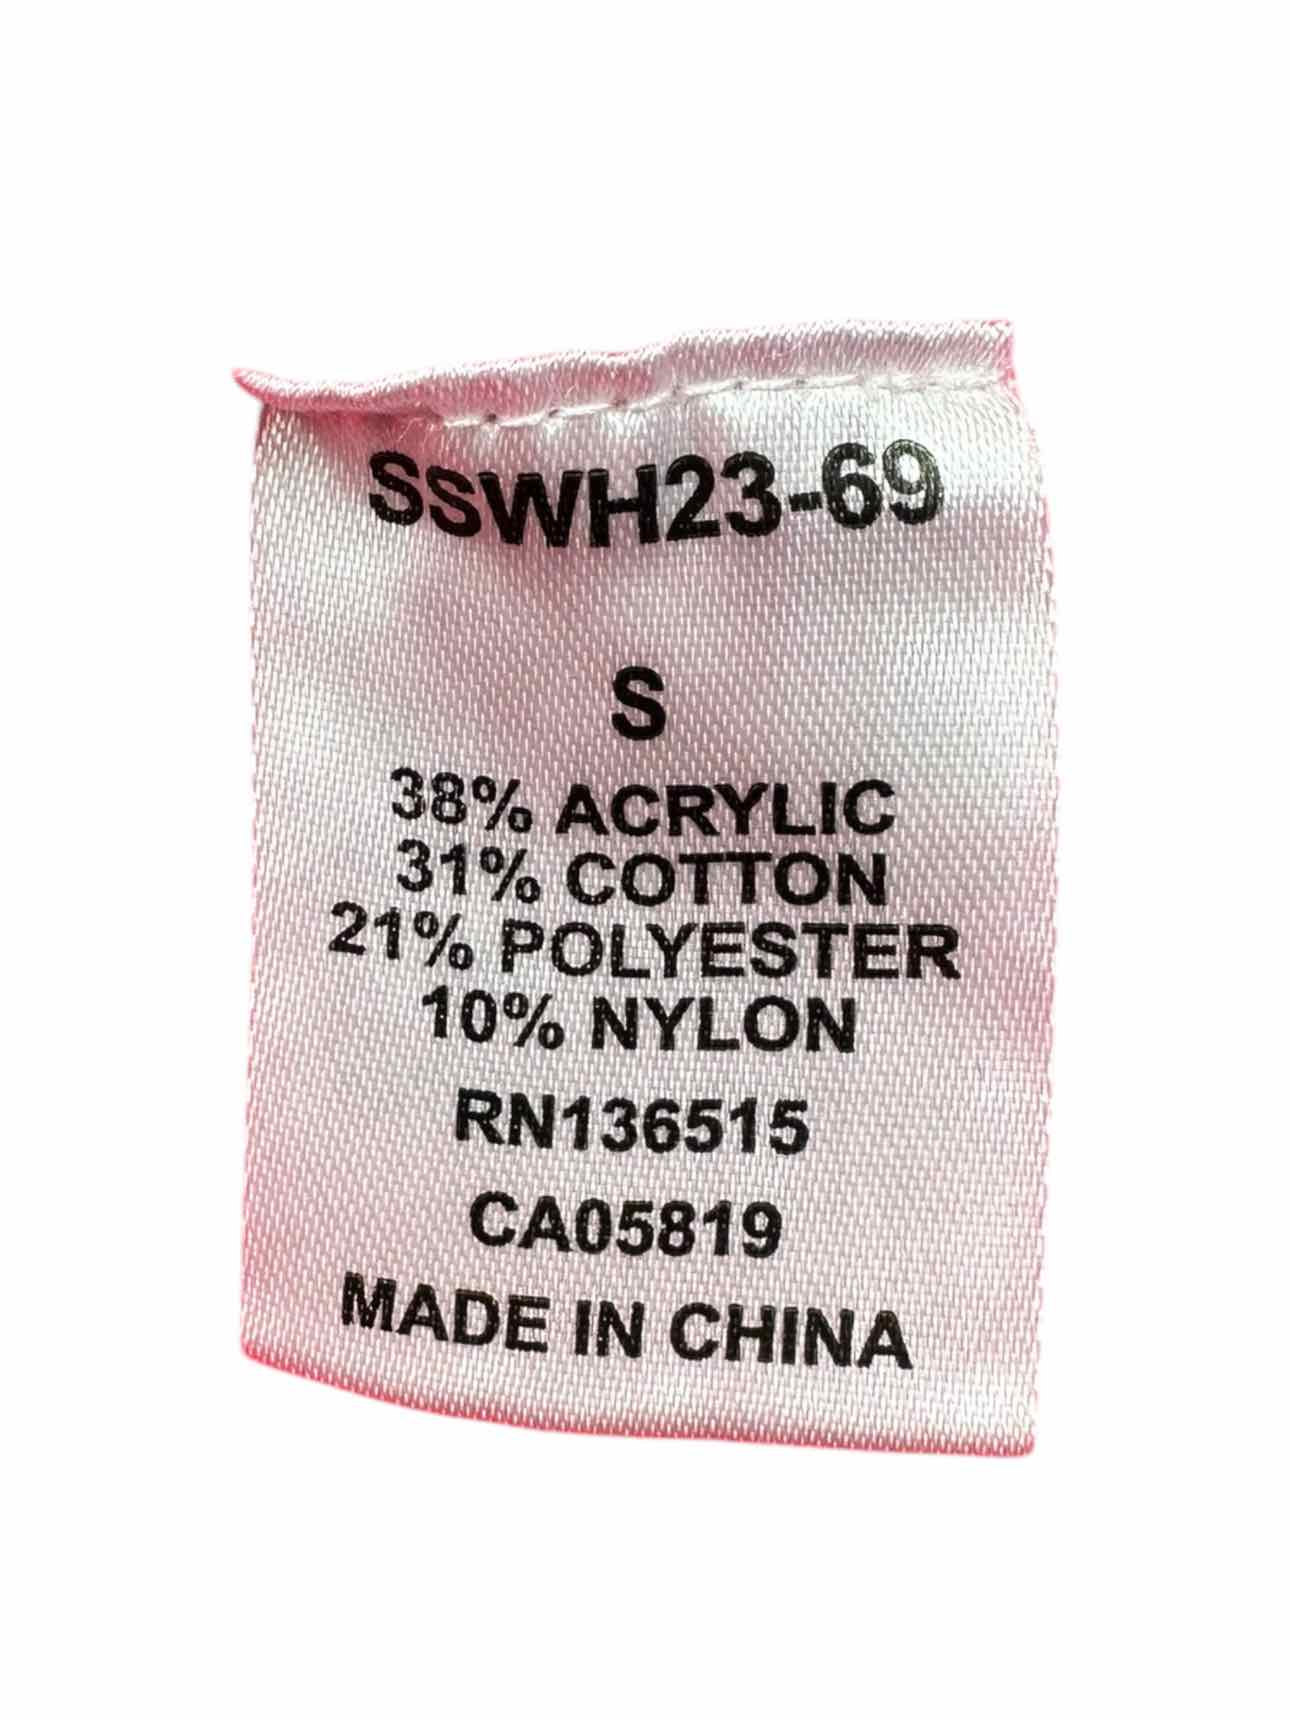 SSWH23-69
S
38% ACRYLIC
31% COTTON
21% POLYESTER
10% NYLON
RN136515
CA05819
MADE IN CHINA